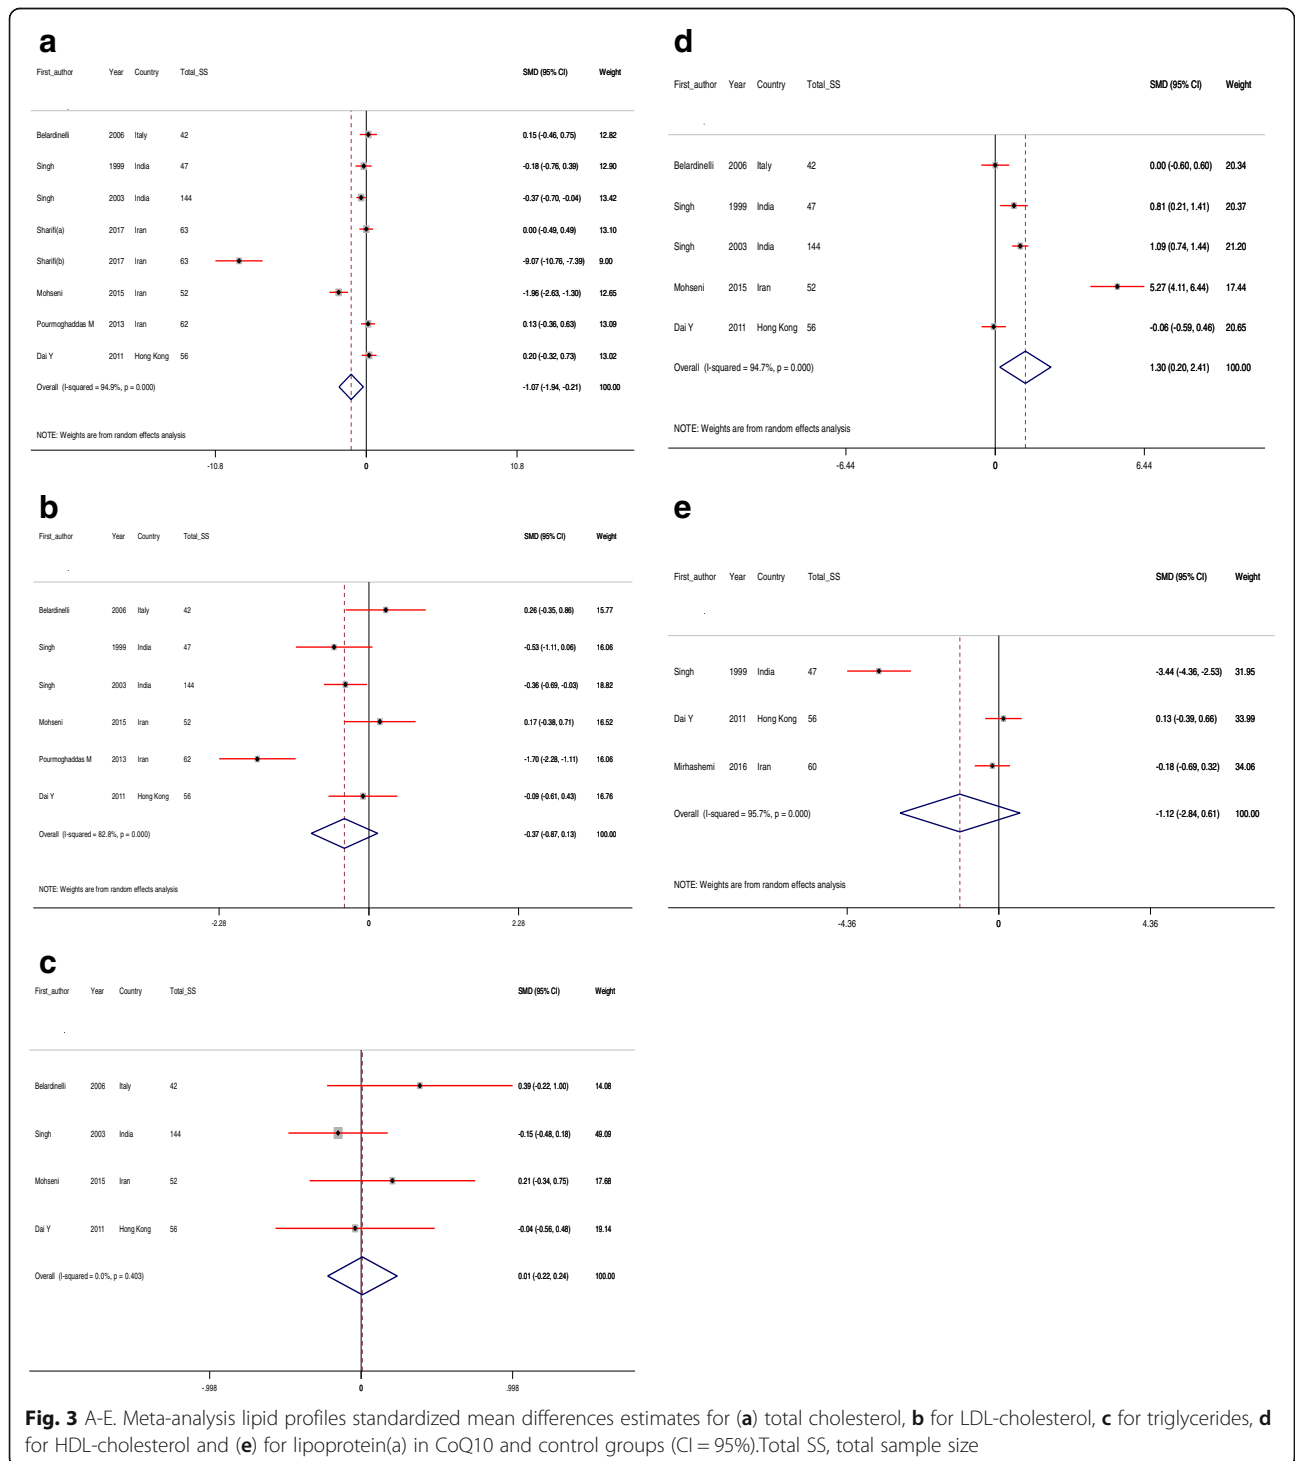 a
First_author Year Country Total_SS SMD (95% CI) Weight
Belardinelli 2006 Italy 42 0.15 (-0.46, 0.75) 12.82
Singh 1999 India 47 -0.18 (-0.76, 0.39) 12.90
Singh 2003 India 144 -0.37 (-0.70, -0.04) 13.42
Sharifi(a) 2017 Iran 63 0.00 (-0.49, 0.49) 13.10
Sharifi(b) 2017 Iran 63 -9.07 (-10.76, -7.39) 9.00
Mohseni 2015 Iran 52 -1.96 (-2.63, -1.30) 12.65
Pourmoghaddas M 2013 Iran 62 0.13 (-0.36, 0.63) 13.09
Dai Y 2011 Hong Kong 56 0.20 (-0.32, 0.73) 13.02
Overall (I-squared = 94.9%, p = 0.000) -1.07 (-1.94, -0.21) 100.00
NOTE: Weights are from random effects analysis
-10.8 0 10.8
b
First_author Year Country Total_SS SMD (95% CI) Weight
Belardinelli 2006 Italy 42 0.26 (-0.35, 0.86) 15.77
Singh 1999 India 47 -0.53 (-1.11, 0.06) 16.06
Singh 2003 India 144 -0.36 (-0.69, -0.03) 18.82
Mohseni 2015 Iran 52 0.17 (-0.38, 0.71) 16.52
Pourmoghaddas M 2013 Iran 62 -1.70 (-2.28, -1.11) 16.06
Dai Y 2011 Hong Kong 56 -0.09 (-0.61, 0.43) 16.76
Overall (I-squared = 82.8%, p = 0.000) -0.37 (-0.87, 0.13) 100.00
NOTE: Weights are from random effects analysis
-2.28 0 2.28
c
First_author Year Country Total_SS SMD (95% CI) Weight
Belardinelli 2006 Italy 42 0.39 (-0.22, 1.00) 14.08
Singh 2003 India 144 -0.15 (-0.48, 0.18) 49.09
Mohseni 2015 Iran 52 0.21 (-0.34, 0.75) 17.68
Dai Y 2011 Hong Kong 56 -0.04 (-0.56, 0.48) 19.14
Overall (I-squared = 0.0%, p = 0.403) 0.01 (-0.22, 0.24) 100.00
-.998 0 .998
d
First_author Year Country Total_SS SMD (95% CI) Weight
Belardinelli 2006 Italy 42 0.00 (-0.60, 0.60) 20.34
Singh 1999 India 47 0.81 (0.21, 1.41) 20.37
Singh 2003 India 144 1.09 (0.74, 1.44) 21.20
Mohseni 2015 Iran 52 5.27 (4.11, 6.44) 17.44
Dai Y 2011 Hong Kong 56 -0.06 (-0.59, 0.46) 20.65
Overall (I-squared = 94.7%, p = 0.000) 1.30 (0.20, 2.41) 100.00
NOTE: Weights are from random effects analysis
-6.44 0 6.44
e
First_author Year Country Total_SS SMD (95% CI) Weight
Singh 1999 India 47 -3.44 (-4.36, -2.53) 31.95
Dai Y 2011 Hong Kong 56 0.13 (-0.39, 0.66) 33.99
Mirhashemi 2016 Iran 60 -0.18 (-0.69, 0.32) 34.06
Overall (I-squared = 95.7%, p = 0.000) -1.12 (-2.84, 0.61) 100.00
NOTE: Weights are from random effects analysis
-4.36 0 4.36
Fig. 3 A-E. Meta-analysis lipid profiles standardized mean differences estimates for (a) total cholesterol, b for LDL-cholesterol, c for triglycerides, d
for HDL-cholesterol and (e) for lipoprotein(a) in CoQ10 and control groups (CI = 95%).Total SS, total sample size